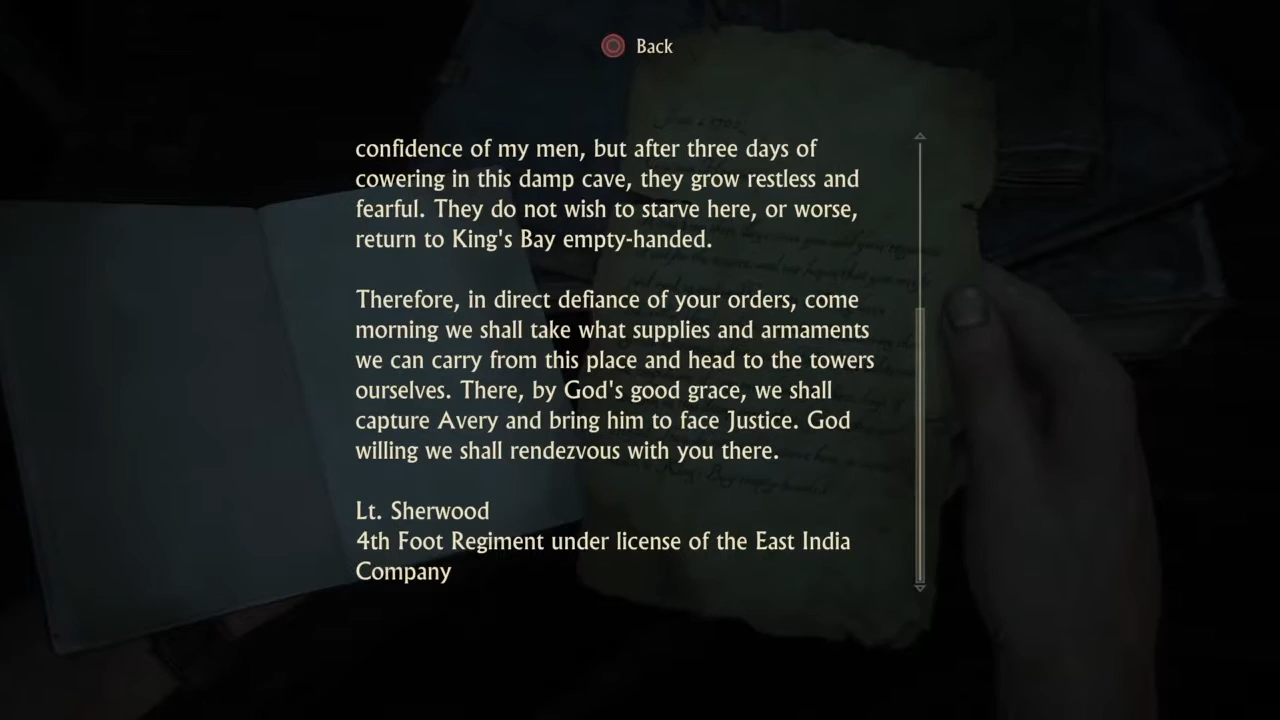 Back
confidence of my men, but after three days of
cowering in this damp cave, they grow restless and
fearful. They do not wish to starve here, or worse,
return to King's Bay empty-handed.
Therefore, in direct defiance of your orders, come
morning we shall take what supplies and armaments
we can carry from this place and head to the towers
ourselves. There, by God's good grace, we shall
capture Avery and bring him to face Justice. God
willing we shall rendezvous with you there.
Lt. Sherwood
4th Foot Regiment under license of the East India
Company